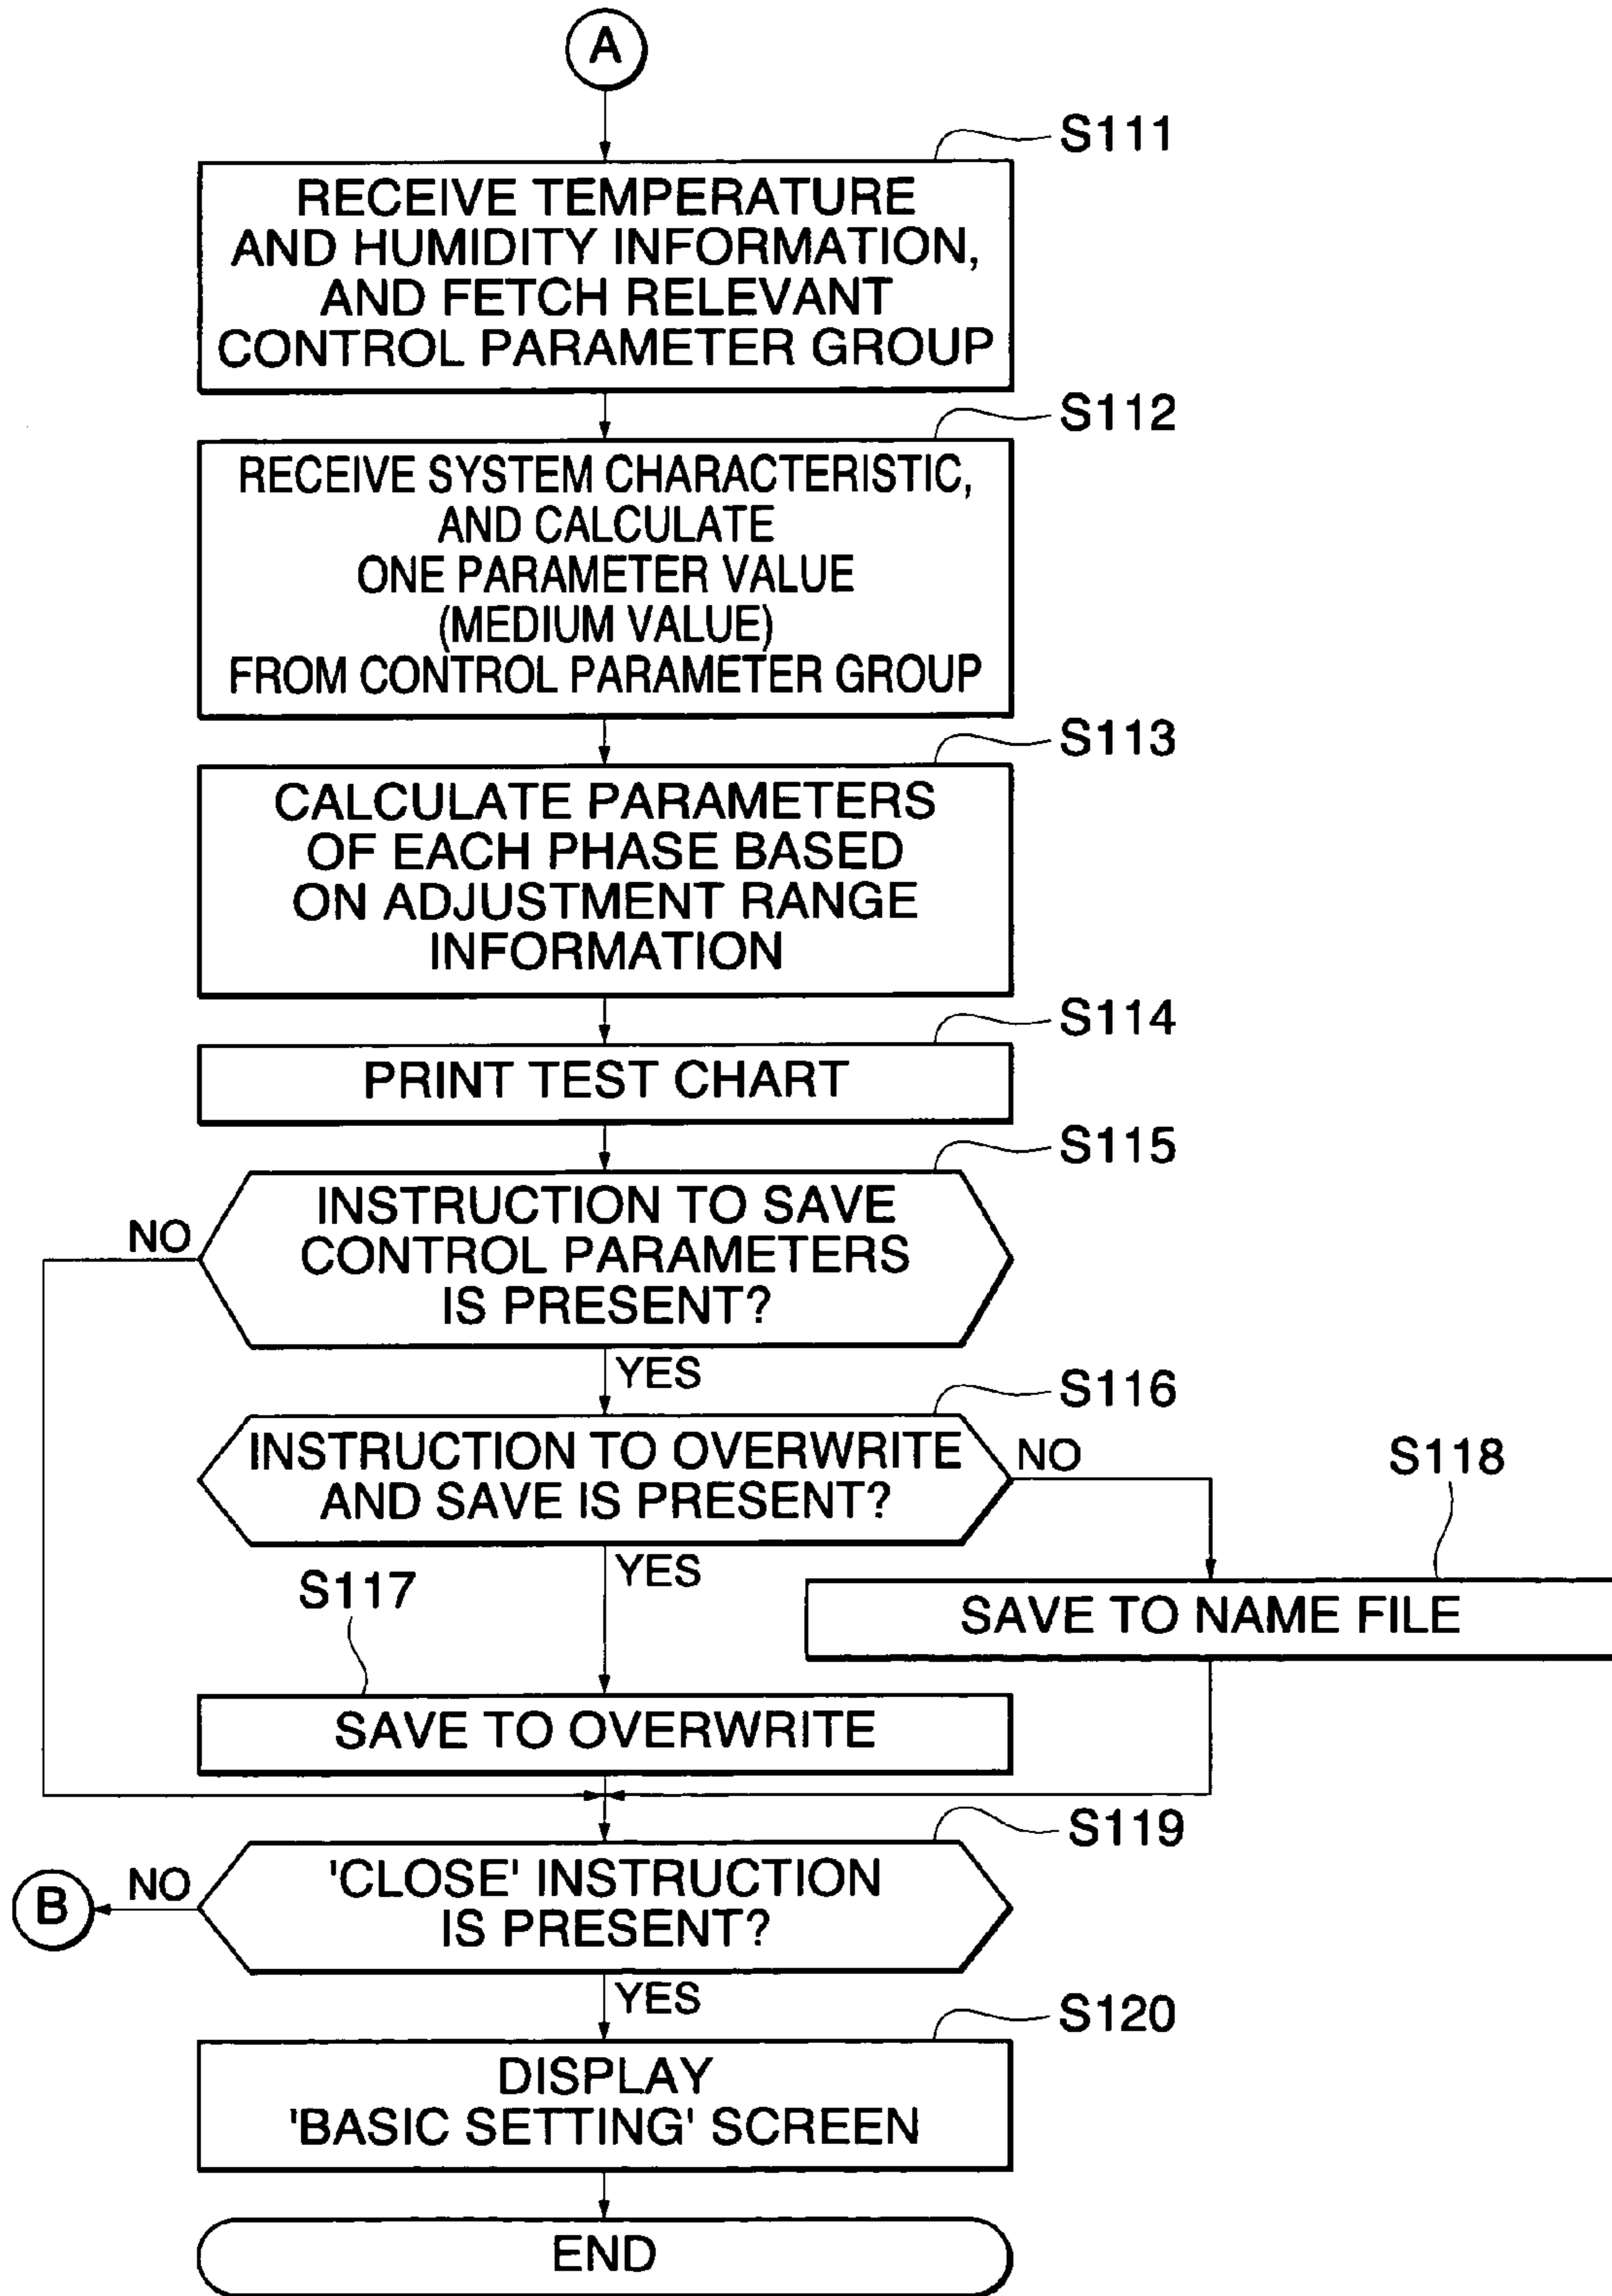 A
S111
RECEIVE TEMPERATURE
AND HUMIDITY INFORMATION,
AND FETCH RELEVANT
CONTROL PARAMETER GROUP
S112
RECEIVE SYSTEM CHARACTERISTIC,
AND CALCULATE
ONE PARAMETER VALUE
(MEDIUM VALUE)
FROM CONTROL PARAMETER GROUP
S113
CALCULATE PARAMETERS
OF EACH PHASE BASED
ON ADJUSTMENT RANGE
INFORMATION
S114
PRINT TEST CHART
S115
INSTRUCTION TO SAVE
CONTROL PARAMETERS
IS PRESENT?
NO
YES
S116
INSTRUCTION TO OVERWRITE
AND SAVE IS PRESENT?
NO
YES
S118
SAVE TO NAME FILE
S117
SAVE TO OVERWRITE
S119
'CLOSE' INSTRUCTION
IS PRESENT?
NO
B
YES
S120
DISPLAY
'BASIC SETTING' SCREEN
END